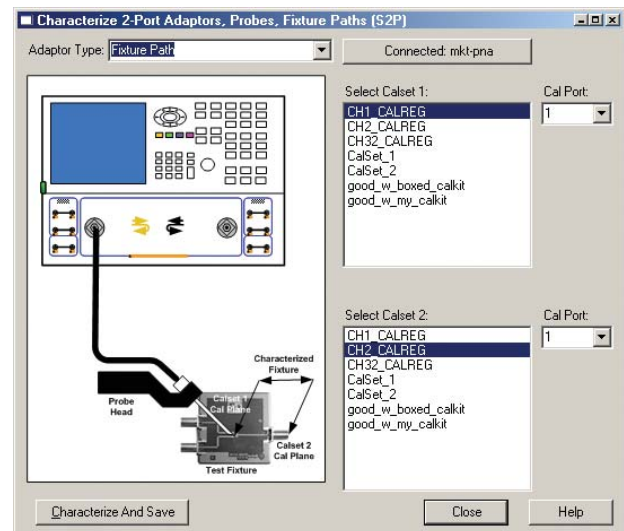 Characterize 2-Port Adaptors, Probes, Fixture Paths (S2P)
Adaptor Type: Fixture Path
Connected: mkt-pna
Select Calset 1:
Cal Port:
CH1_CALREG
1
CH2_CALREG
CH32_CALREG
CalSet_1
CalSet_2
good_w_boxed_calkit
good_w_my_calkit
Select Calset 2:
Cal Port:
CH1_CALREG
1
CH2_CALREG
CH32_CALREG
CalSet_1
CalSet_2
good_w_boxed_calkit
good_w_my_calkit
Characterized
Fixture
Probe
Head
Calset 1
Cal Plane
Calset 2
Cal Plane
Test Fixture
Characterize And Save
Close
Help